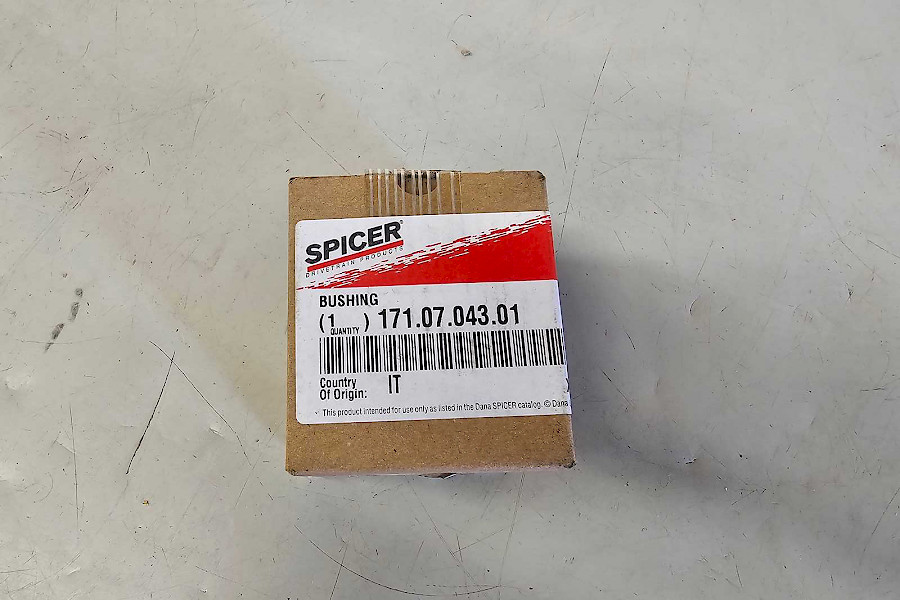 SPICER®
DRIVETRAIN PRODUCTS
BUSHING
(1 QUANTITY ) 171.07.043.01
Country
Of Origin: IT
This product intended for use only as listed in the Dana SPICER catalog. © Dana